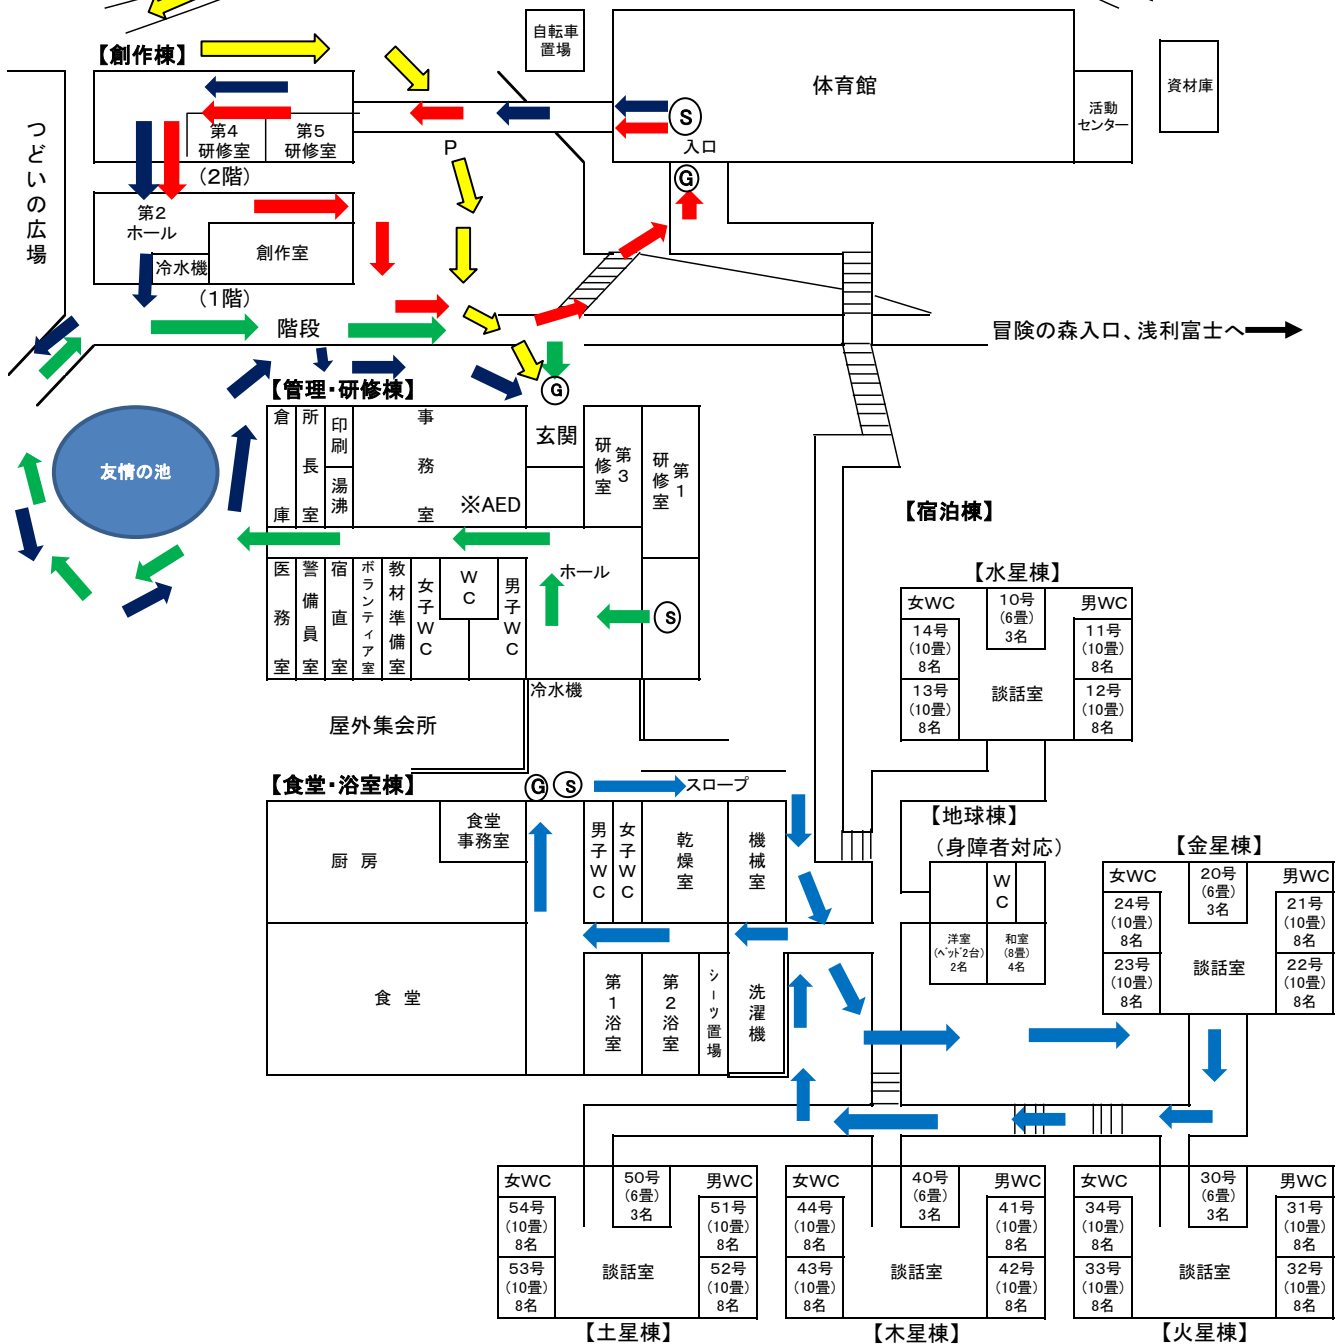 自転車
置場
【創作棟】
体育館
資材庫
活動
センター
つどいの広場
第4
研修室
第5
研修室
S
入口
P
(2階)
G
第2
ホール
冷水機
創作室
(1階)
階段
冒険の森入口、浅利富士へ
【管理・研修棟】
G
倉庫
所長室
印刷
湯沸
事務室
※AED
玄関
第3
研修室
第1
研修室
友情の池
【宿泊棟】
医務室
警備員室
宿直室
ボランティア室
教材準備室
女子WC
WC
男子WC
ホール
S
冷水機
屋外集会所
【水星棟】
女WC
10号
(6畳)
3名
男WC
14号
(10畳)
8名
11号
(10畳)
8名
13号
(10畳)
8名
談話室
12号
(10畳)
8名
【食堂・浴室棟】
G
S
スロープ
厨房
食堂
事務室
男子WC
女子WC
乾燥室
機械室
【地球棟】
(身障者対応)
WC
洋室
(ベッド2台)
2名
和室
(8畳)
4名
食堂
第1浴室
第2浴室
シーツ置場
洗濯機
【金星棟】
女WC
20号
(6畳)
3名
男WC
24号
(10畳)
8名
21号
(10畳)
8名
23号
(10畳)
8名
談話室
22号
(10畳)
8名
女WC
50号
(6畳)
3名
男WC
54号
(10畳)
8名
51号
(10畳)
8名
53号
(10畳)
8名
談話室
52号
(10畳)
8名
【土星棟】
女WC
40号
(6畳)
3名
男WC
44号
(10畳)
8名
41号
(10畳)
8名
43号
(10畳)
8名
談話室
42号
(10畳)
8名
【木星棟】
女WC
30号
(6畳)
3名
男WC
34号
(10畳)
8名
31号
(10畳)
8名
33号
(10畳)
8名
談話室
32号
(10畳)
8名
【火星棟】